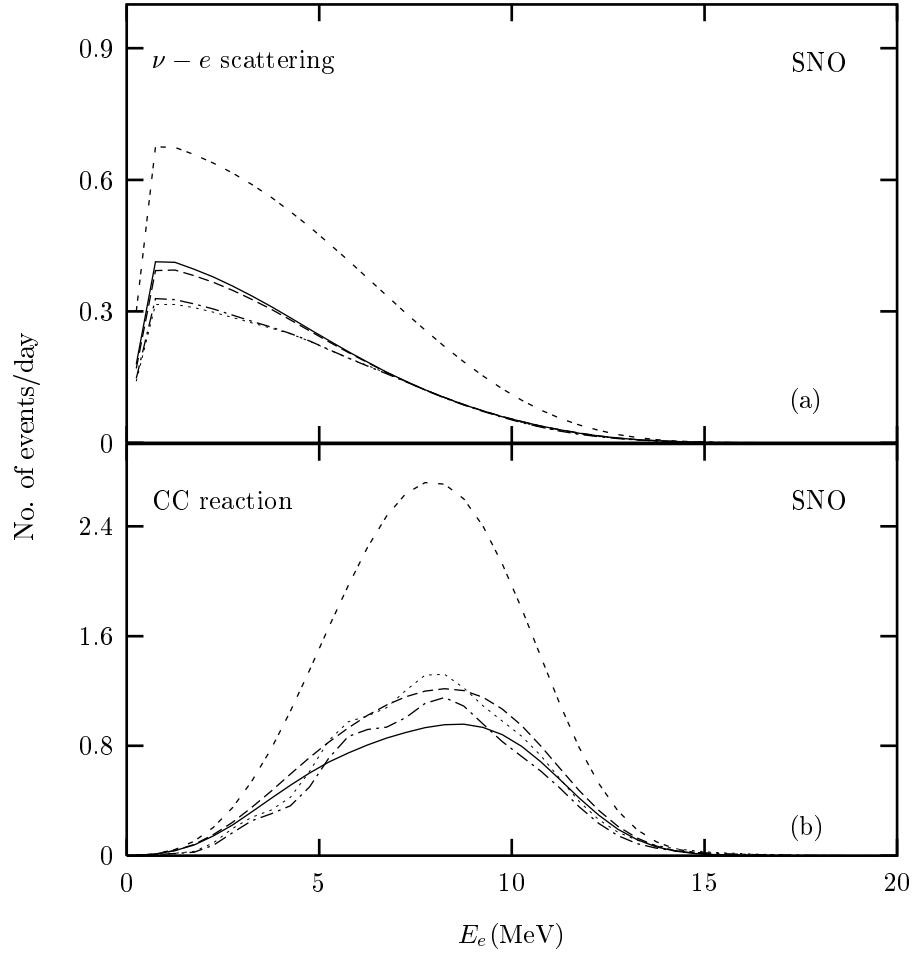 0.9
ν − e scattering
SNO
0.6
0.3
(a)
0
No. of events/day
CC reaction
SNO
2.4
1.6
0.8
(b)
0
0 5 10 15 20
E_e (MeV)